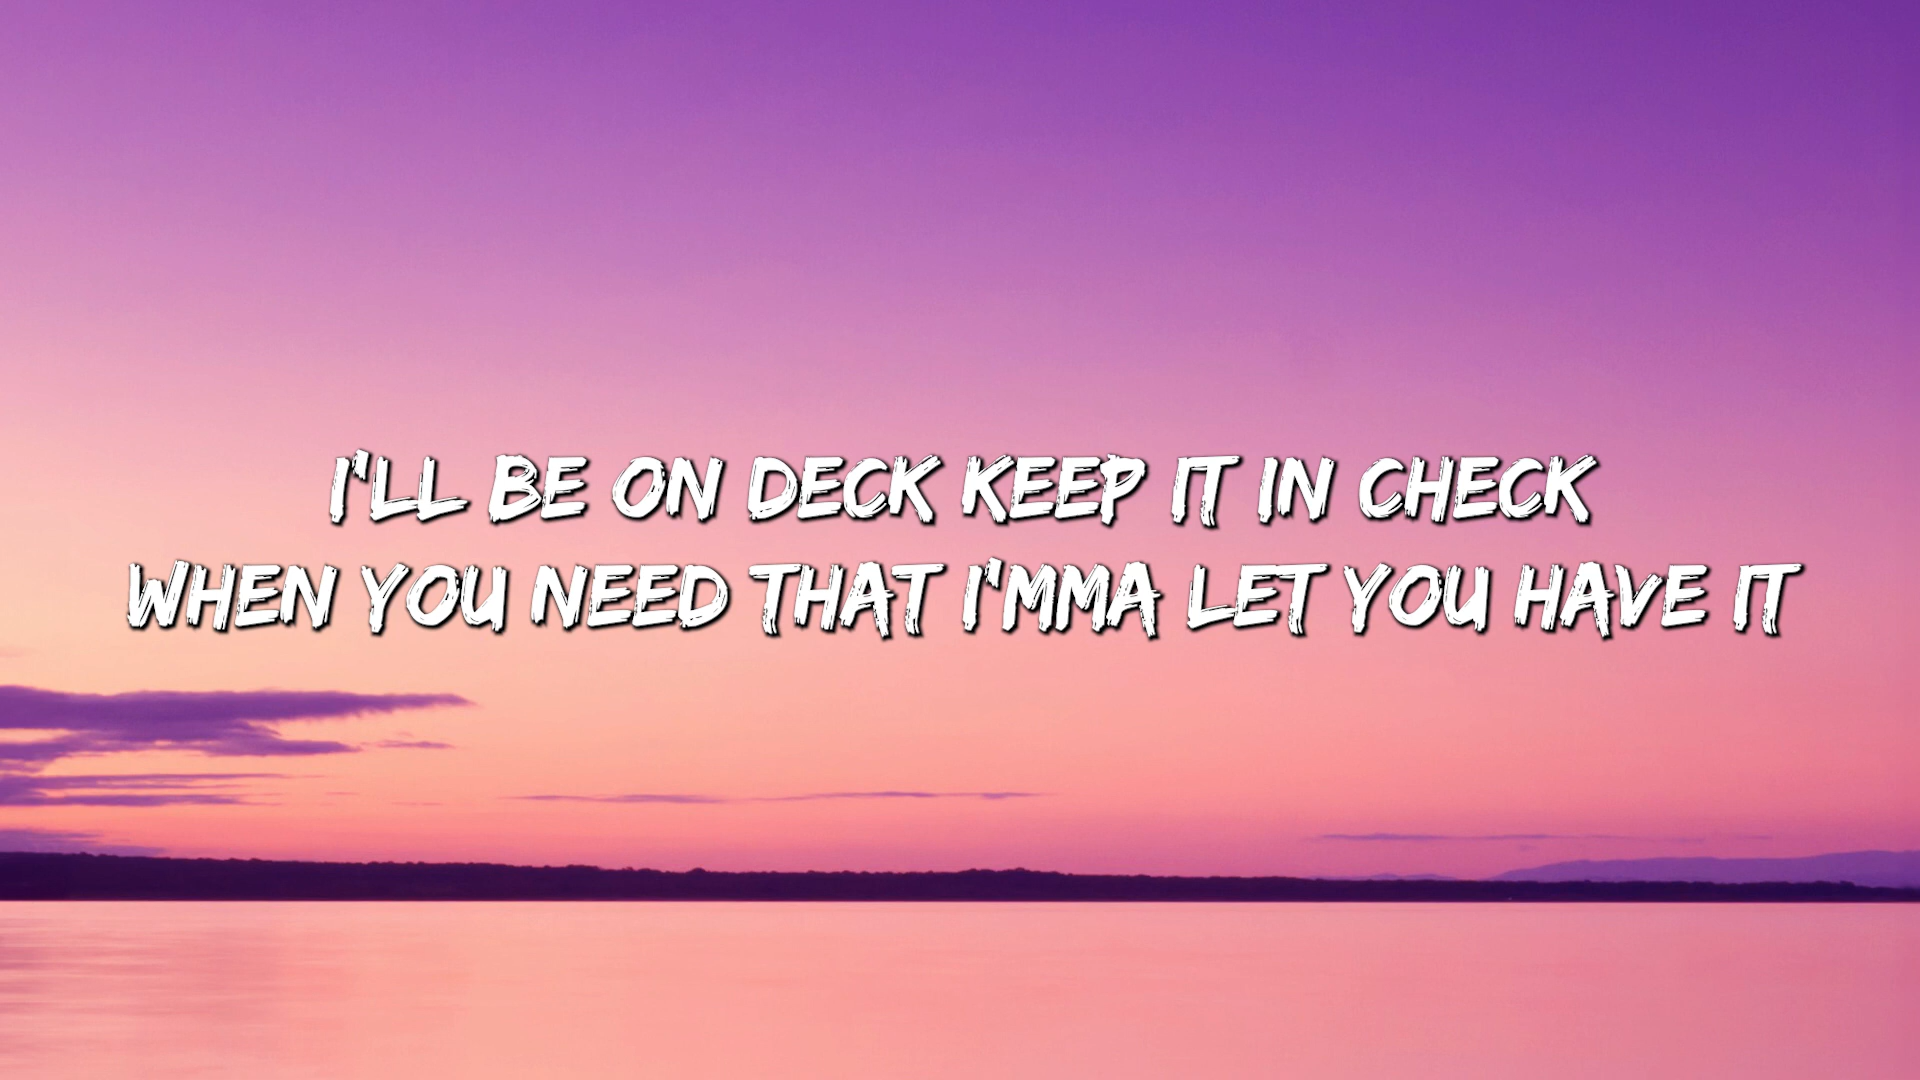 I'LL BE ON DECK KEEP IT IN CHECK
WHEN YOU NEED THAT I'MMA LET YOU HAVE IT